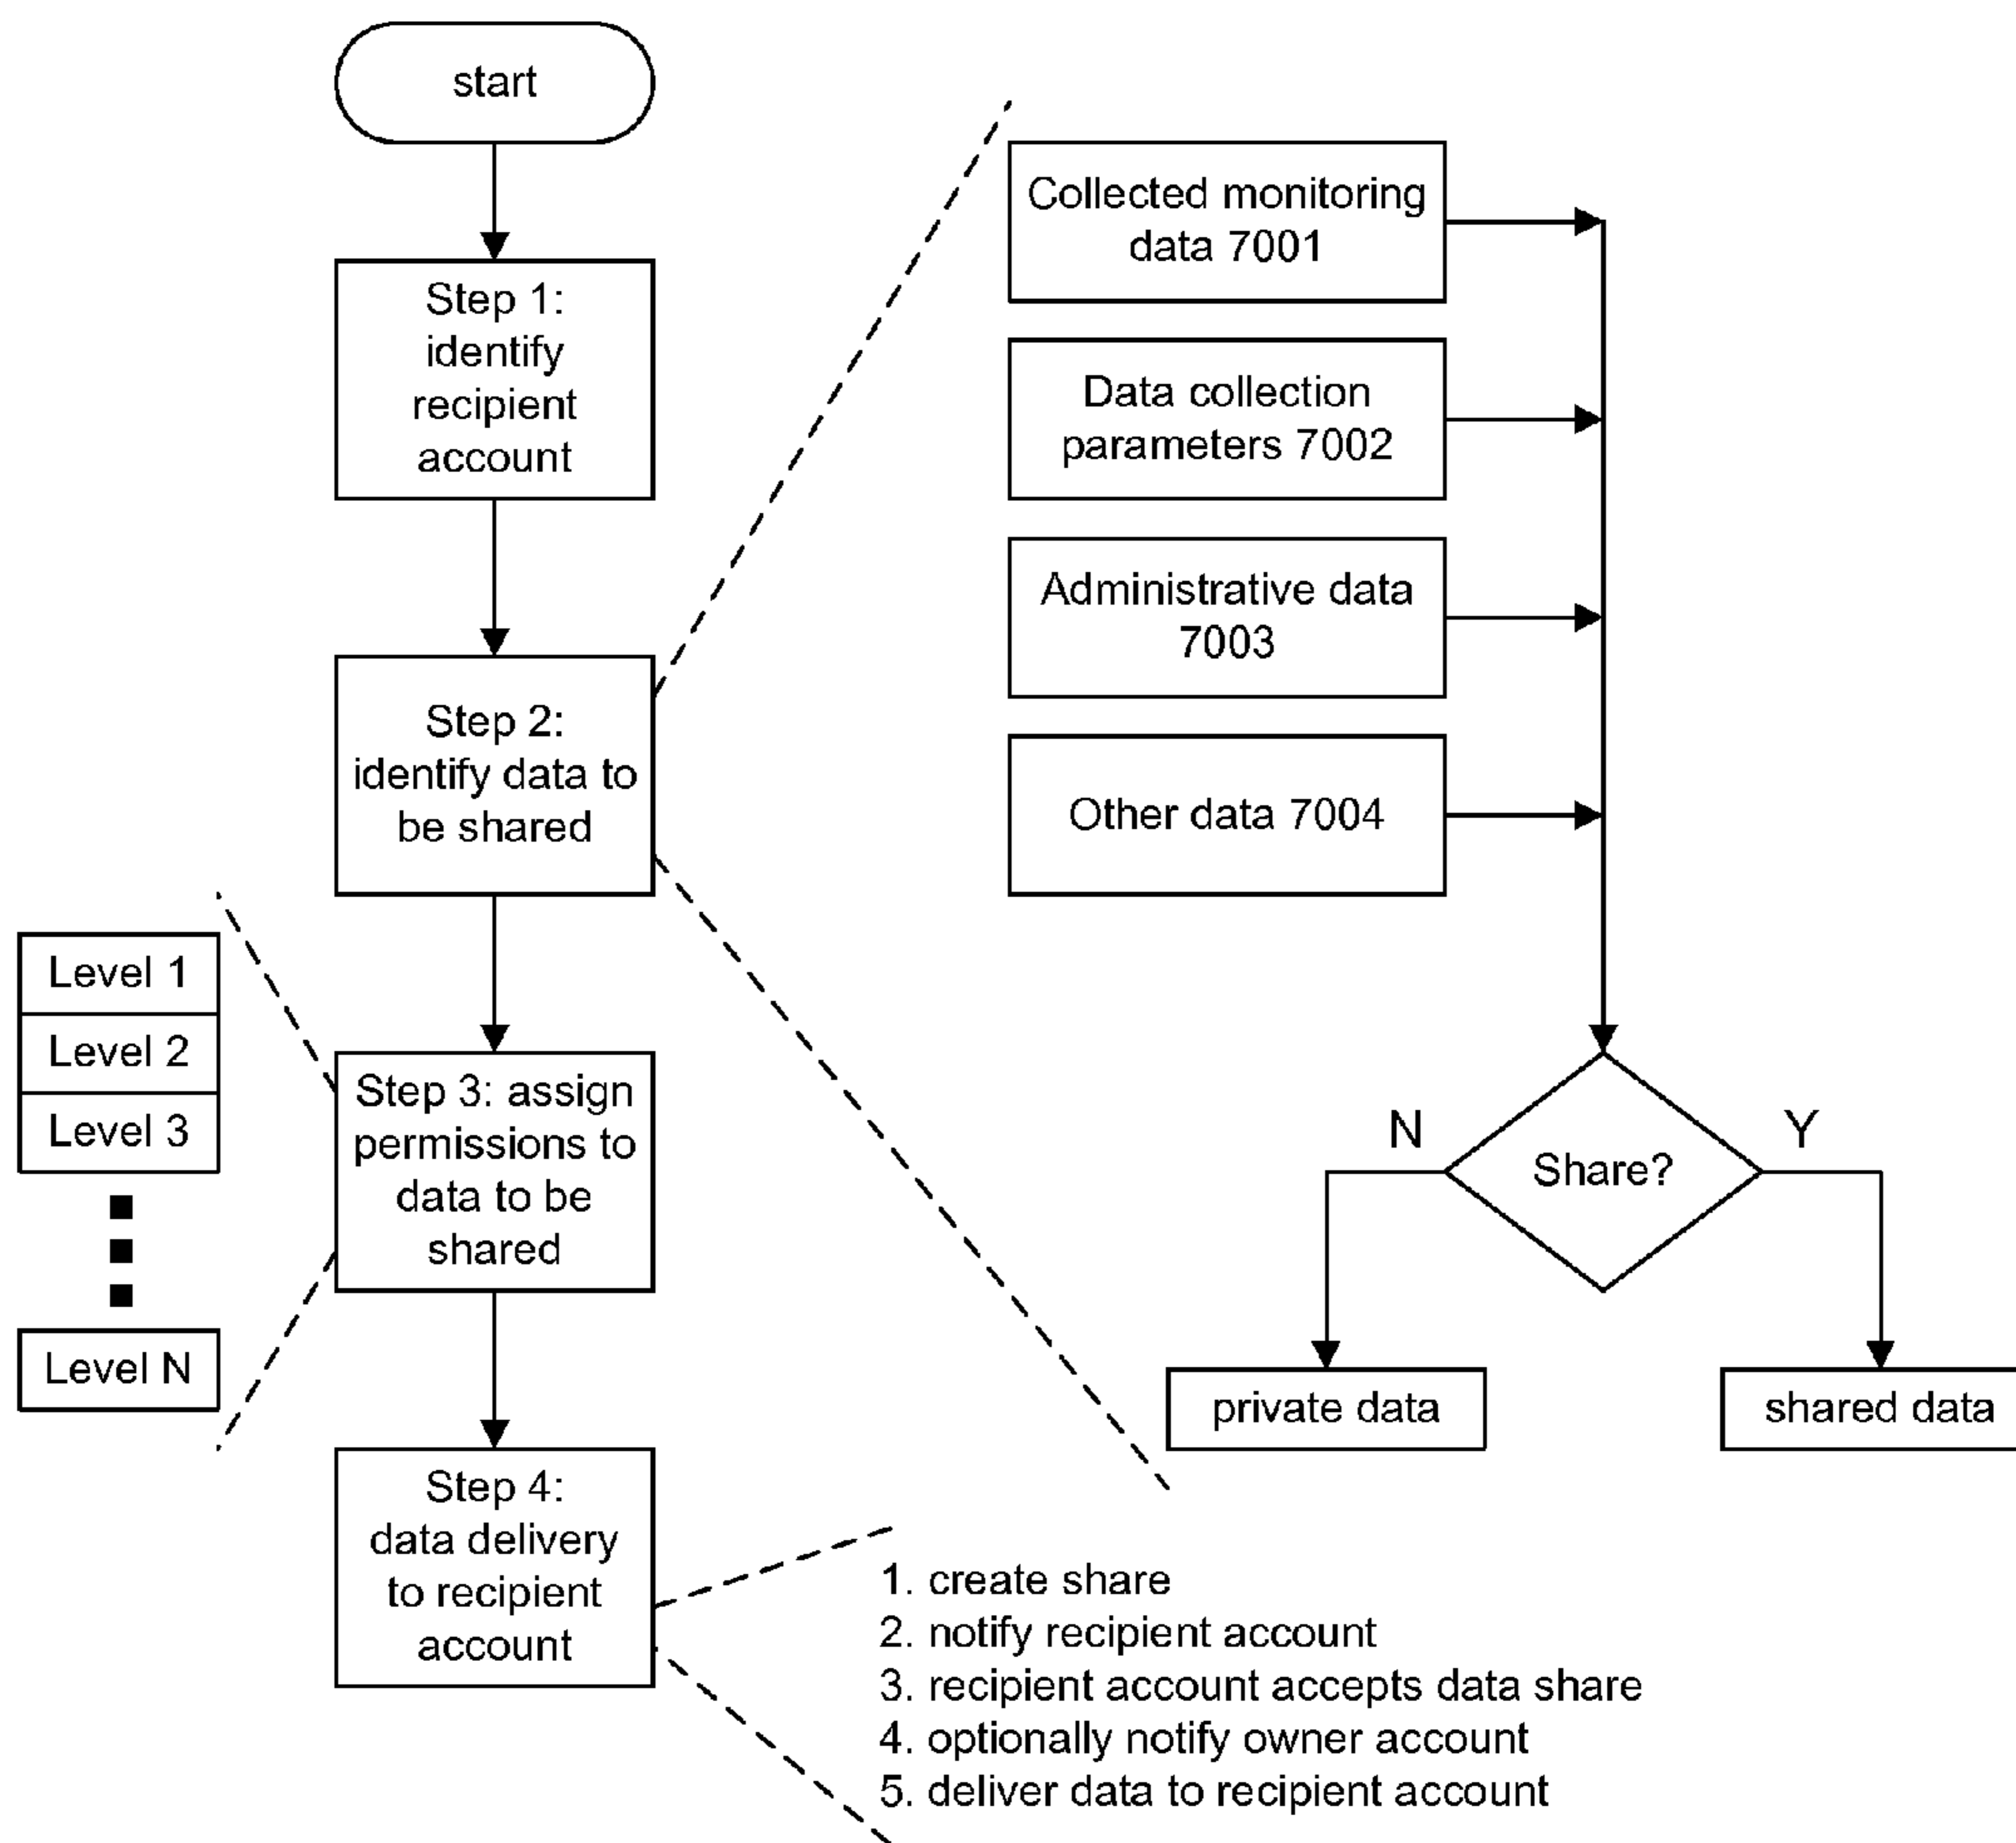 start
Step 1:
identify
recipient
account
Step 2:
identify data to
be shared
Step 3: assign
permissions to
data to be
shared
Step 4:
data delivery
to recipient
account
Level 1
Level 2
Level 3
Level N
Collected monitoring
data 7001
Data collection
parameters 7002
Administrative data
7003
Other data 7004
Share?
N
Y
private data
shared data
1. create share
2. notify recipient account
3. recipient account accepts data share
4. optionally notify owner account
5. deliver data to recipient account